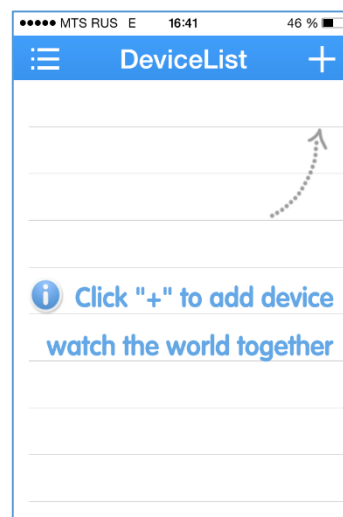 ●●●●● MTS RUS E 16:41 46 %
DeviceList +
Click "+" to add device
watch the world together